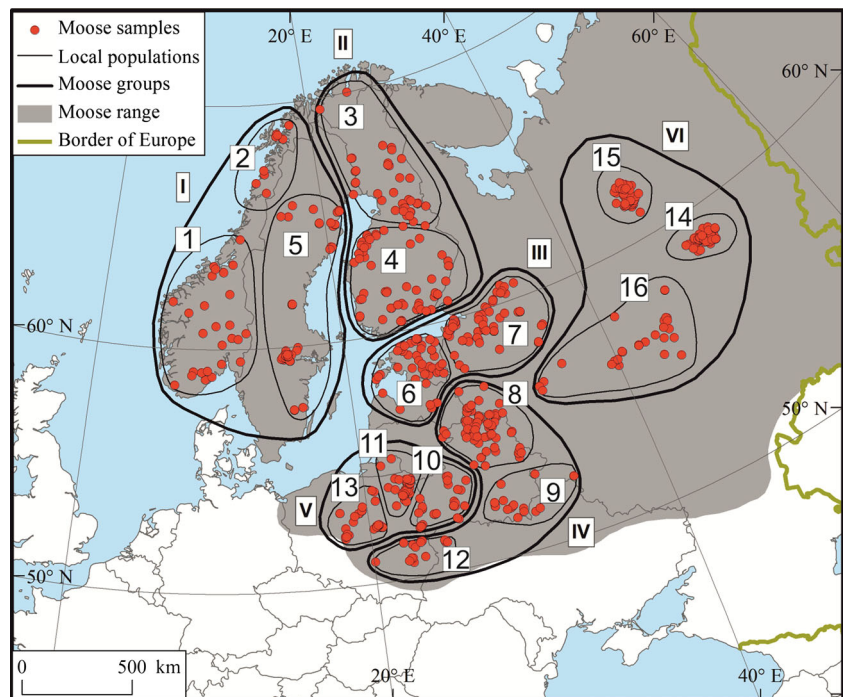 Moose samples
Local populations
Moose groups
Moose range
Border of Europe
20° E
40° E
60° E
60° N
II
3
VI
15
2
I
14
1
5
4
III
16
7
60° N
50° N
6
8
11
10
13
9
V
IV
12
50° N
0 500 km
20° E
40° E